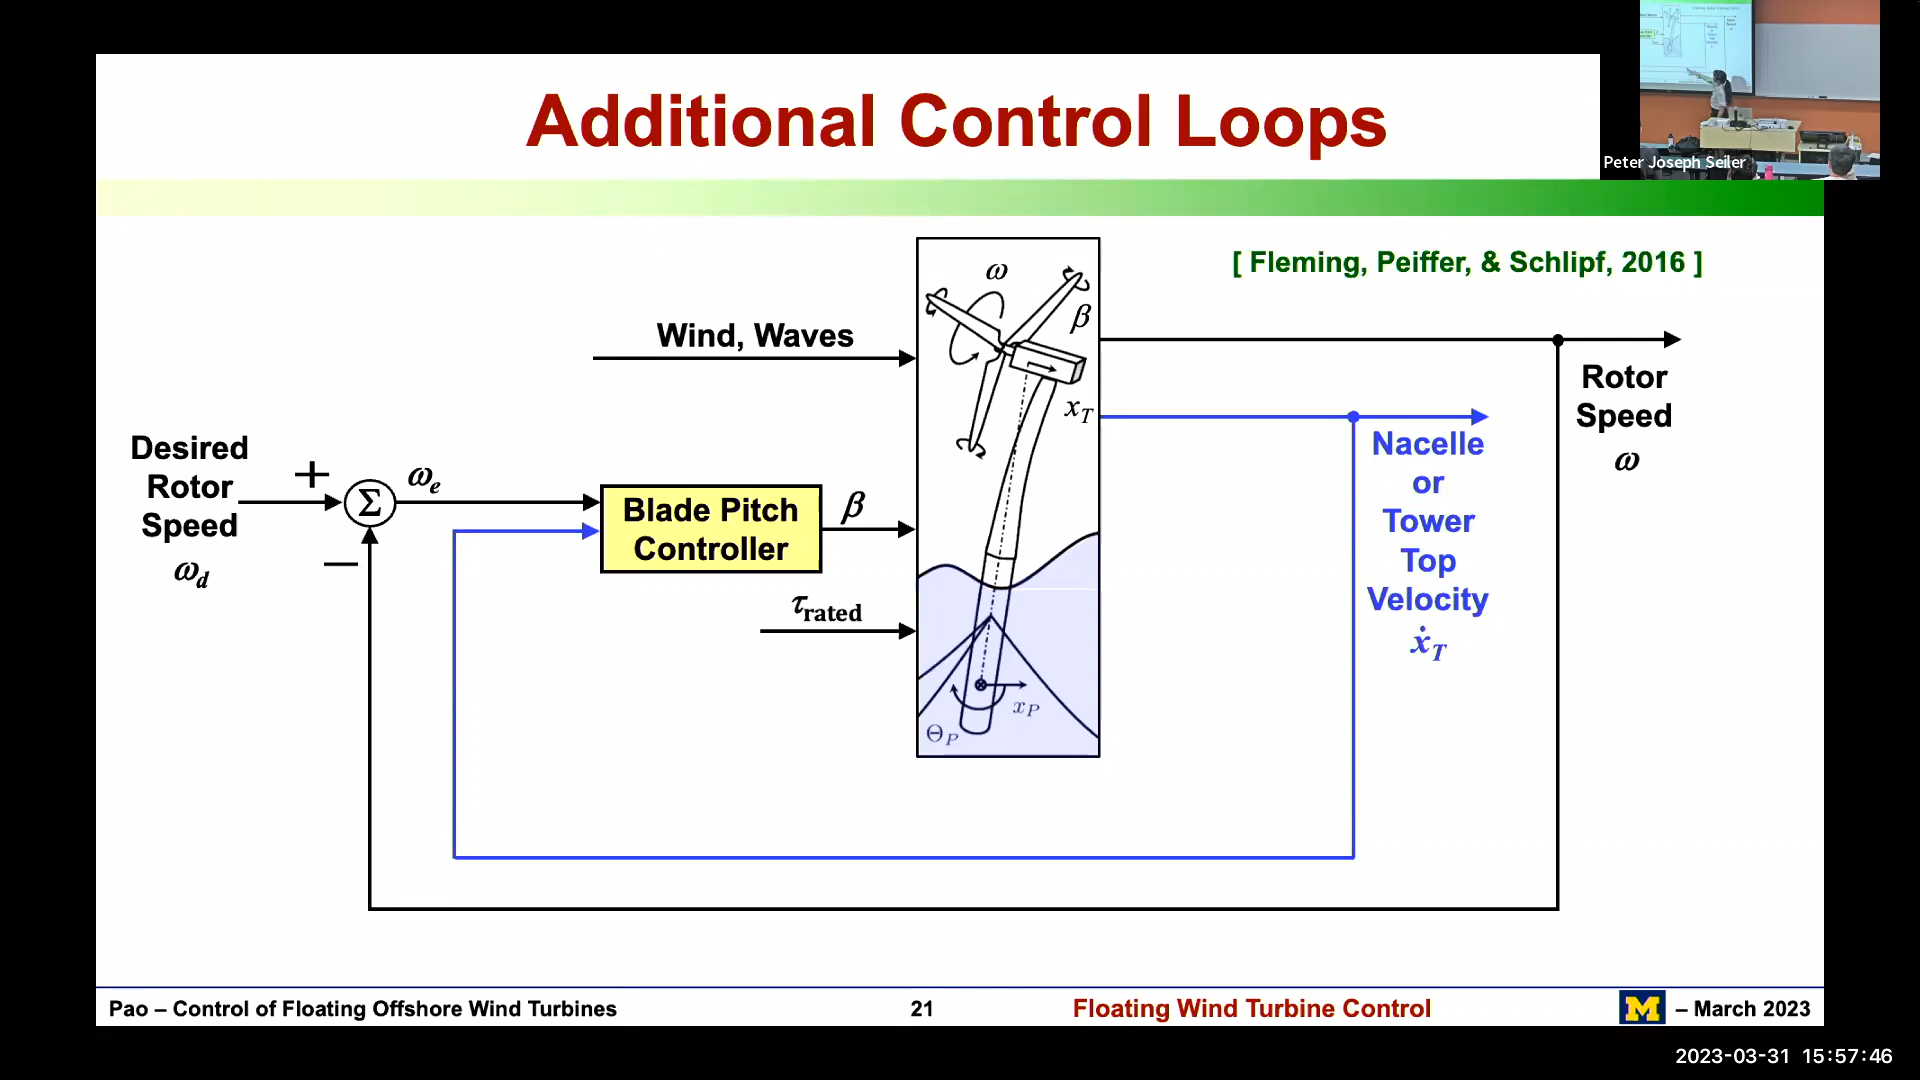 Additional Control Loops
Peter Joseph Seiler
[ Fleming, Peiffer, & Schlipf, 2016 ]
ω
β
Wind, Waves
x_T
Rotor
Speed
ω
Desired
Rotor
Speed
ω_d
+
Σ
−
ω_e
Blade Pitch
Controller
β
τ_rated
Nacelle
or
Tower
Top
Velocity
ẋ_T
x_P
Θ_P
Pao – Control of Floating Offshore Wind Turbines
21
Floating Wind Turbine Control
M – March 2023
2023-03-31 15:57:46